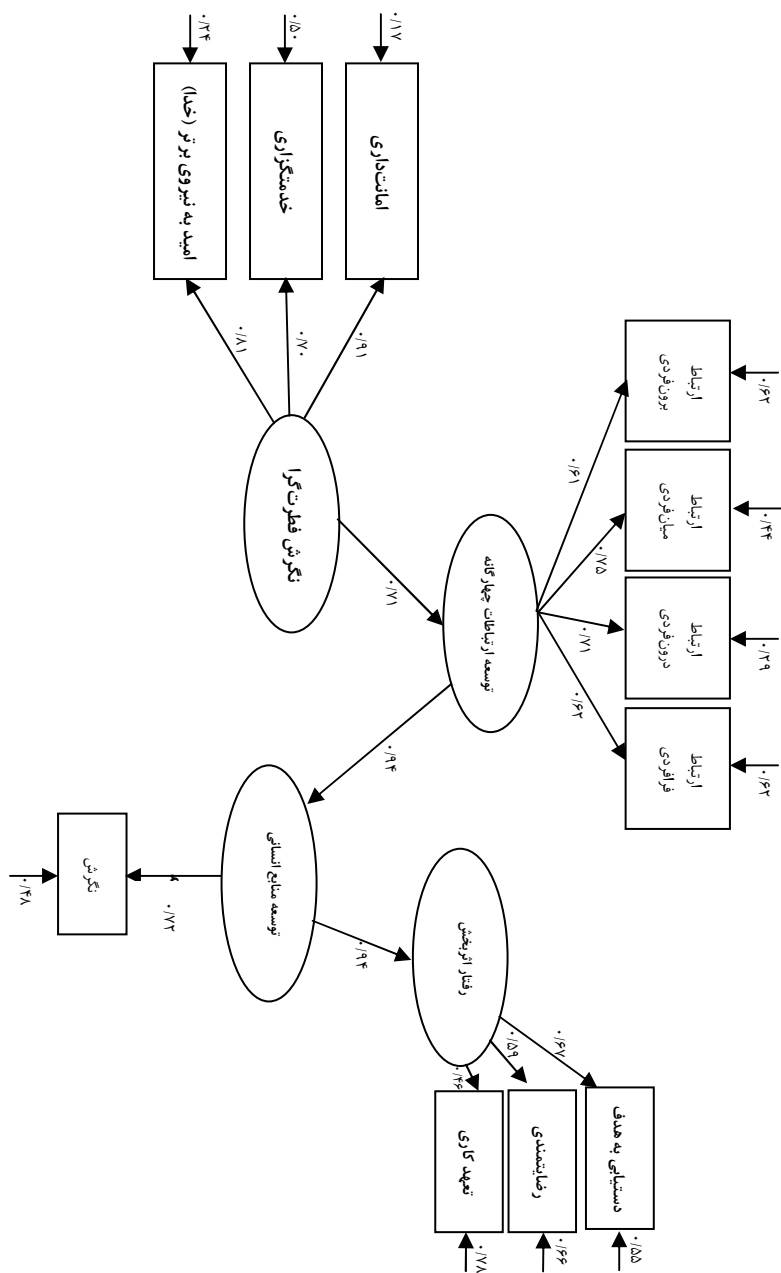 ۰/۱۷
۰/۵۰
۰/۳۴
امانت‌داری
خدمتگزاری
امید به نیروی برتر (خدا)
۰/۹۱
۰/۷۰
۰/۸۱
نگرش فطرت‌گرا
۰/۷۱
۰/۶۲
۰/۴۴
۰/۴۹
۰/۶۲
ارتباط
برون‌فردی
ارتباط
میان‌فردی
ارتباط
درون‌فردی
ارتباط
فرافردی
۰/۶۱
۰/۷۵
۰/۷۱
۰/۶۲
توسعه ارتباطات چهارگانه
۰/۹۴
توسعه منابع انسانی
۰/۷۲
نگرش
۰/۴۸
۰/۹۴
رفتار اثربخش
۰/۶۷
۰/۵۹
۰/۴۶
دستیابی به هدف
رضایتمندی
تعهد کاری
۰/۵۵
۰/۶۶
۰/۷۸